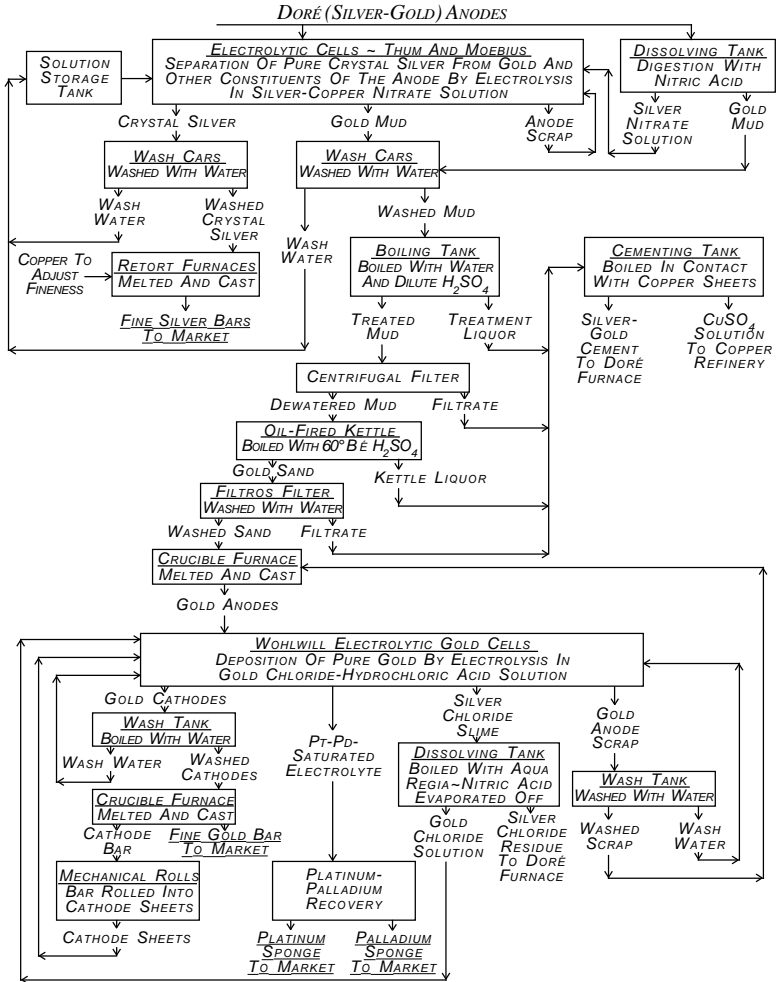 DORÉ (SILVER-GOLD) ANODES
SOLUTION
STORAGE
TANK
ELECTROLYTIC CELLS ~ THUM AND MOEBIUS
SEPARATION OF PURE CRYSTAL SILVER FROM GOLD AND
OTHER CONSTITUENTS OF THE ANODE BY ELECTROLYSIS
IN SILVER-COPPER NITRATE SOLUTION
DISSOLVING TANK
DIGESTION WITH
NITRIC ACID
CRYSTAL SILVER
GOLD MUD
ANODE
SCRAP
SILVER
NITRATE
SOLUTION
GOLD
MUD
WASH CARS
WASHED WITH WATER
WASH CARS
WASHED WITH WATER
WASH
WATER
WASHED
CRYSTAL
SILVER
WASH
WATER
WASHED MUD
COPPER TO
ADJUST
FINENESS
RETORT FURNACES
MELTED AND CAST
BOILING TANK
BOILED WITH WATER
AND DILUTE H2SO4
CEMENTING TANK
BOILED IN CONTACT
WITH COPPER SHEETS
FINE SILVER BARS
TO MARKET
TREATED
MUD
TREATMENT
LIQUOR
SILVER-
GOLD
CEMENT
TO DORÉ
FURNACE
CUSO4
SOLUTION
TO COPPER
REFINERY
CENTRIFUGAL FILTER
DEWATERED MUD
FILTRATE
OIL-FIRED KETTLE
BOILED WITH 60°BÉ H2SO4
GOLD SAND
KETTLE LIQUOR
FILTROS FILTER
WASHED WITH WATER
WASHED SAND
FILTRATE
CRUCIBLE FURNACE
MELTED AND CAST
GOLD ANODES
WOHLWILL ELECTROLYTIC GOLD CELLS
DEPOSITION OF PURE GOLD BY ELECTROLYSIS IN
GOLD CHLORIDE-HYDROCHLORIC ACID SOLUTION
GOLD CATHODES
WASH TANK
BOILED WITH WATER
WASH WATER
WASHED
CATHODES
CRUCIBLE FURNACE
MELTED AND CAST
CATHODE
BAR
FINE GOLD BAR
TO MARKET
MECHANICAL ROLLS
BAR ROLLED INTO
CATHODE SHEETS
CATHODE SHEETS
PT-PD-
SATURATED
ELECTROLYTE
PLATINUM-
PALLADIUM
RECOVERY
PLATINUM
SPONGE
TO MARKET
PALLADIUM
SPONGE
TO MARKET
SILVER
CHLORIDE
SLIME
DISSOLVING TANK
BOILED WITH AQUA
REGIA~NITRIC ACID
EVAPORATED OFF
GOLD
CHLORIDE
SOLUTION
SILVER
CHLORIDE
RESIDUE
TO DORÉ
FURNACE
GOLD
ANODE
SCRAP
WASH TANK
WASHED WITH WATER
WASHED
SCRAP
WASH
WATER